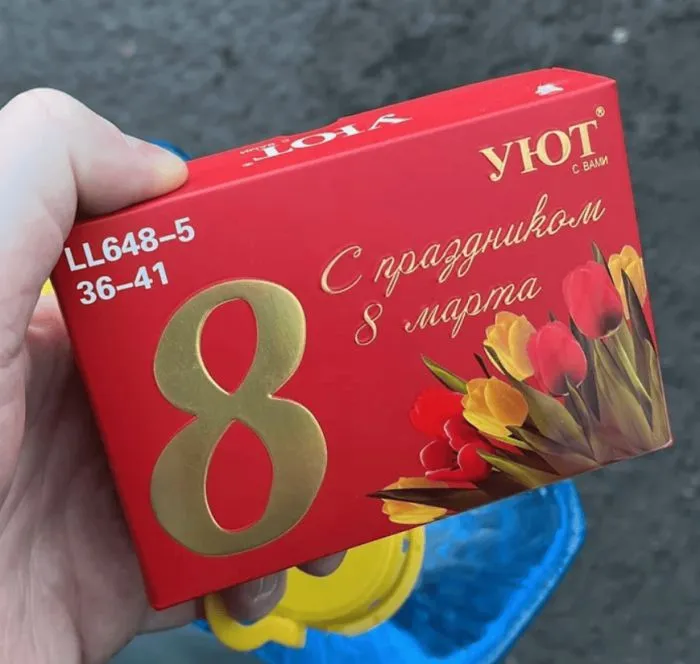 УЮТ
LL648-5
36-41
УЮТ®
С ВАМИ
С праздником
8 марта
8